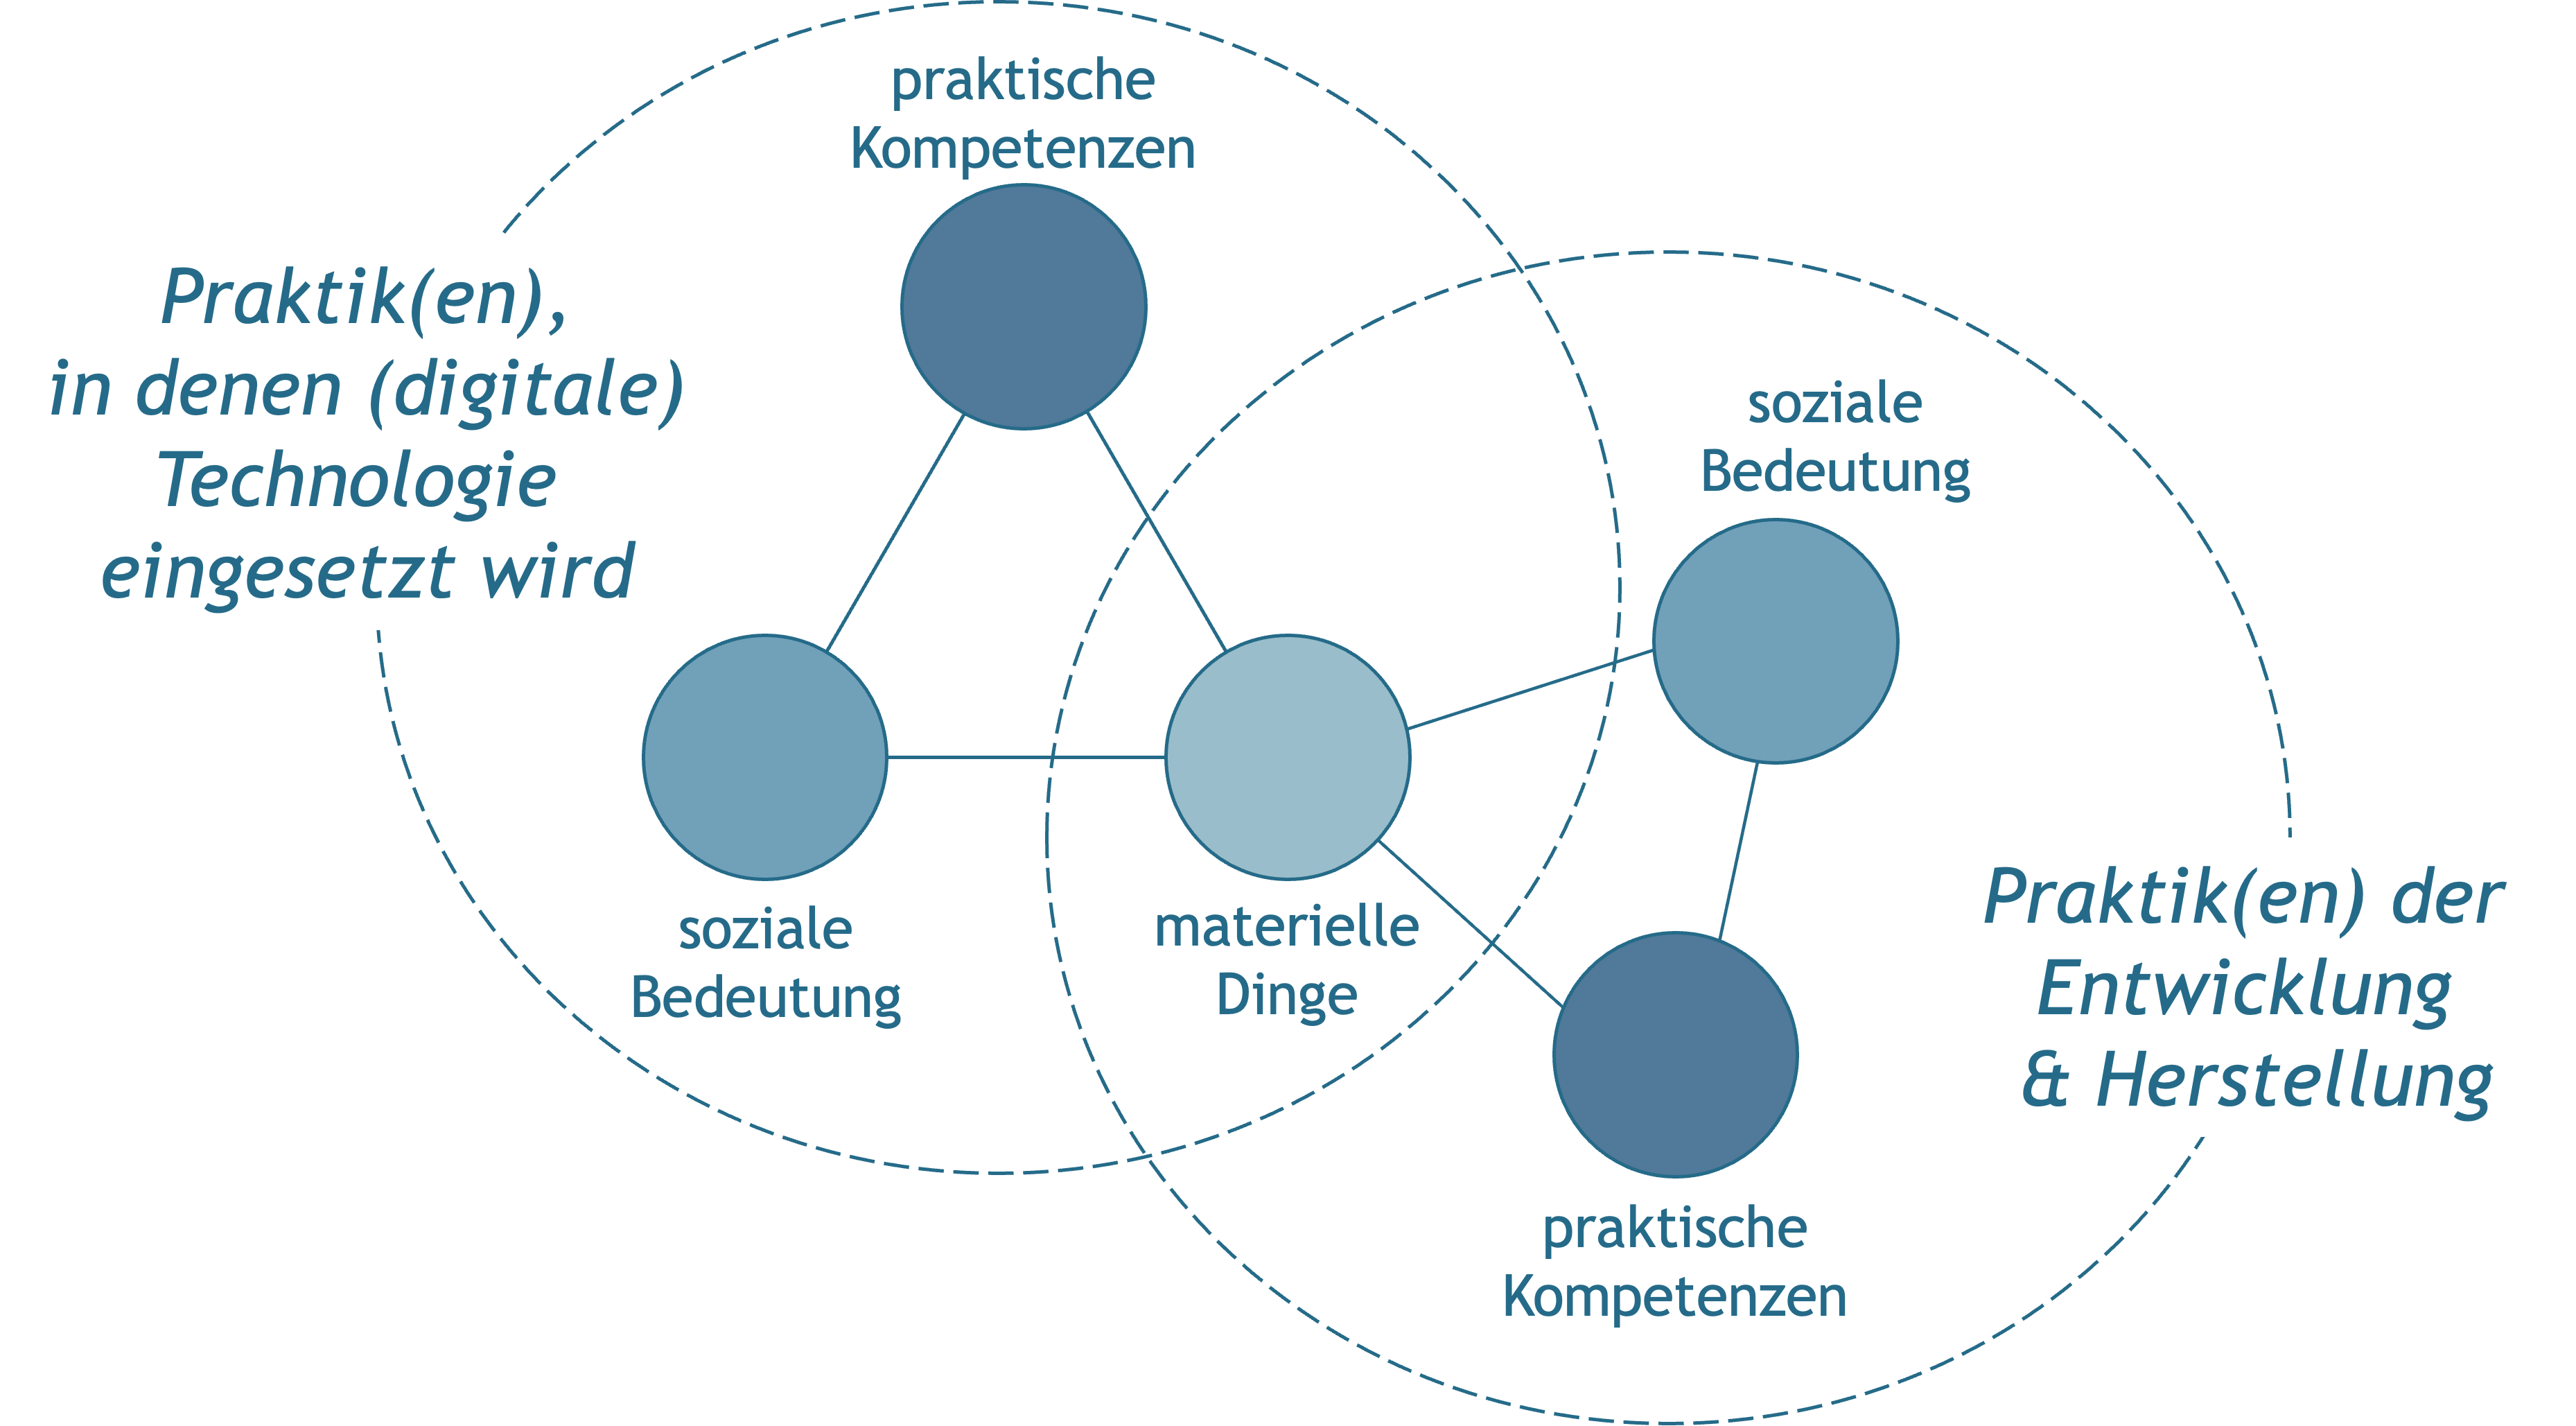 praktische
Kompetenzen
Praktik(en),
in denen (digitale)
Technologie
eingesetzt wird
soziale
Bedeutung
soziale
Bedeutung
materielle
Dinge
Praktik(en) der
Entwicklung
& Herstellung
praktische
Kompetenzen